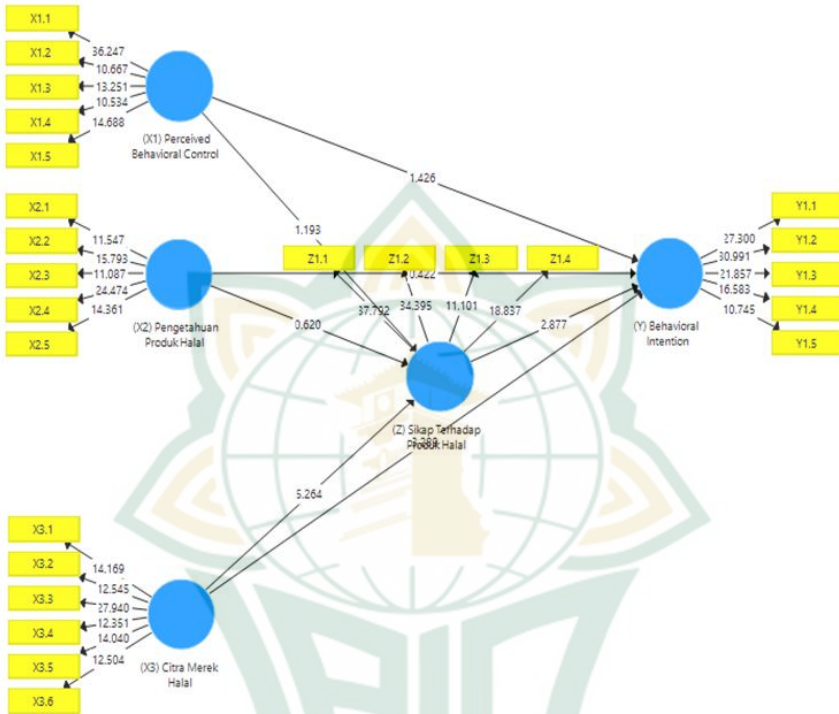 X1.1
X1.2
X1.3
X1.4
X1.5
36.247
10.667
13.251
10.534
14.688
(X1) Perceived
Behavioral Control
1.426
1.193
X2.1
X2.2
X2.3
X2.4
X2.5
11.547
15.793
11.087
24.474
14.361
(X2) Pengetahuan
Produk Halal
0.422
0.620
Z1.1
Z1.2
Z1.3
Z1.4
37.792
34.395
11.101
18.837
2.877
(Z) Sikap Terhadap
Produk Halal
Y1.1
Y1.2
Y1.3
Y1.4
Y1.5
27.300
30.991
21.857
16.583
10.745
(Y) Behavioral
Intention
5.264
X3.1
X3.2
X3.3
X3.4
X3.5
X3.6
14.169
12.545
27.940
12.351
14.040
12.504
(X3) Citra Merek
Halal